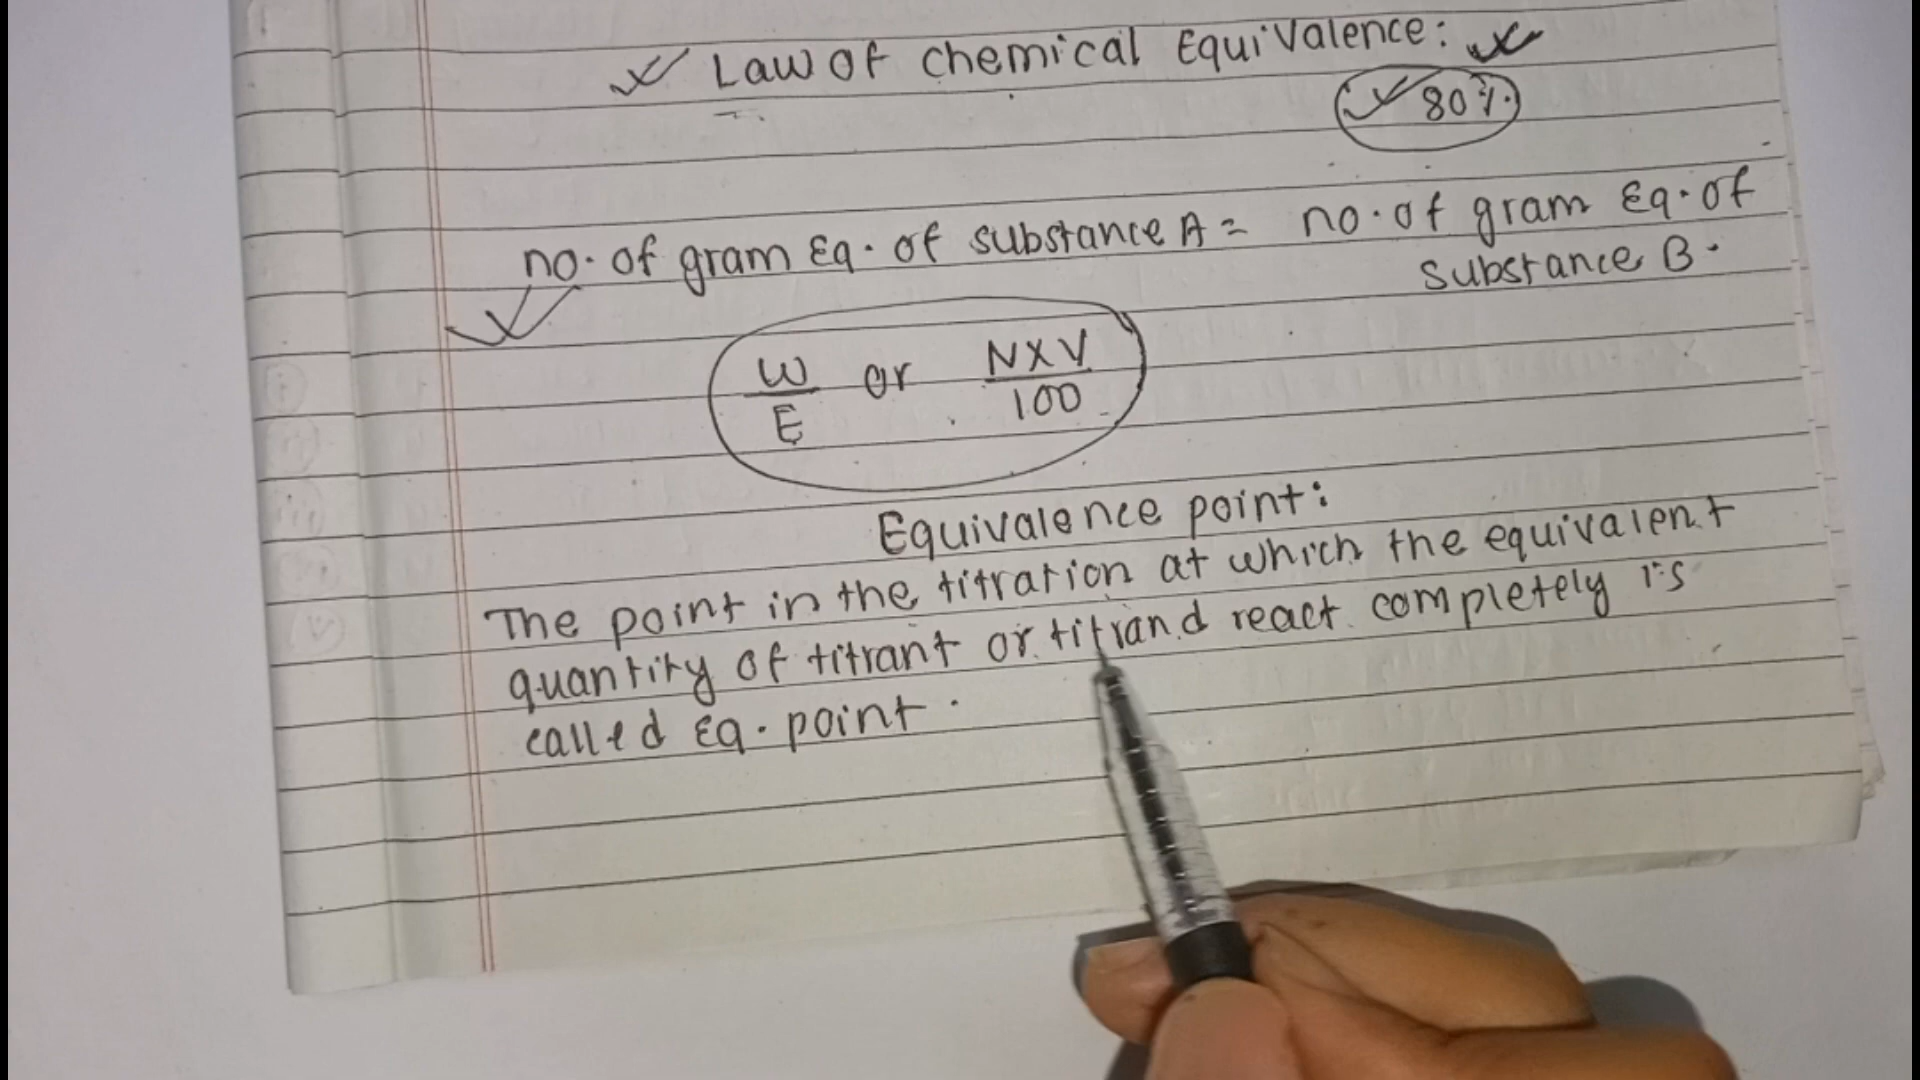 Law of chemical Equivalence:
80%
no. of gram Eq. of substance A = no. of gram Eq. of
substance B.
W/E or N×V/100
Equivalence point:
The point in the titration at which the equivalent
quantity of titrant or titrand react completely is
called Eq. point.